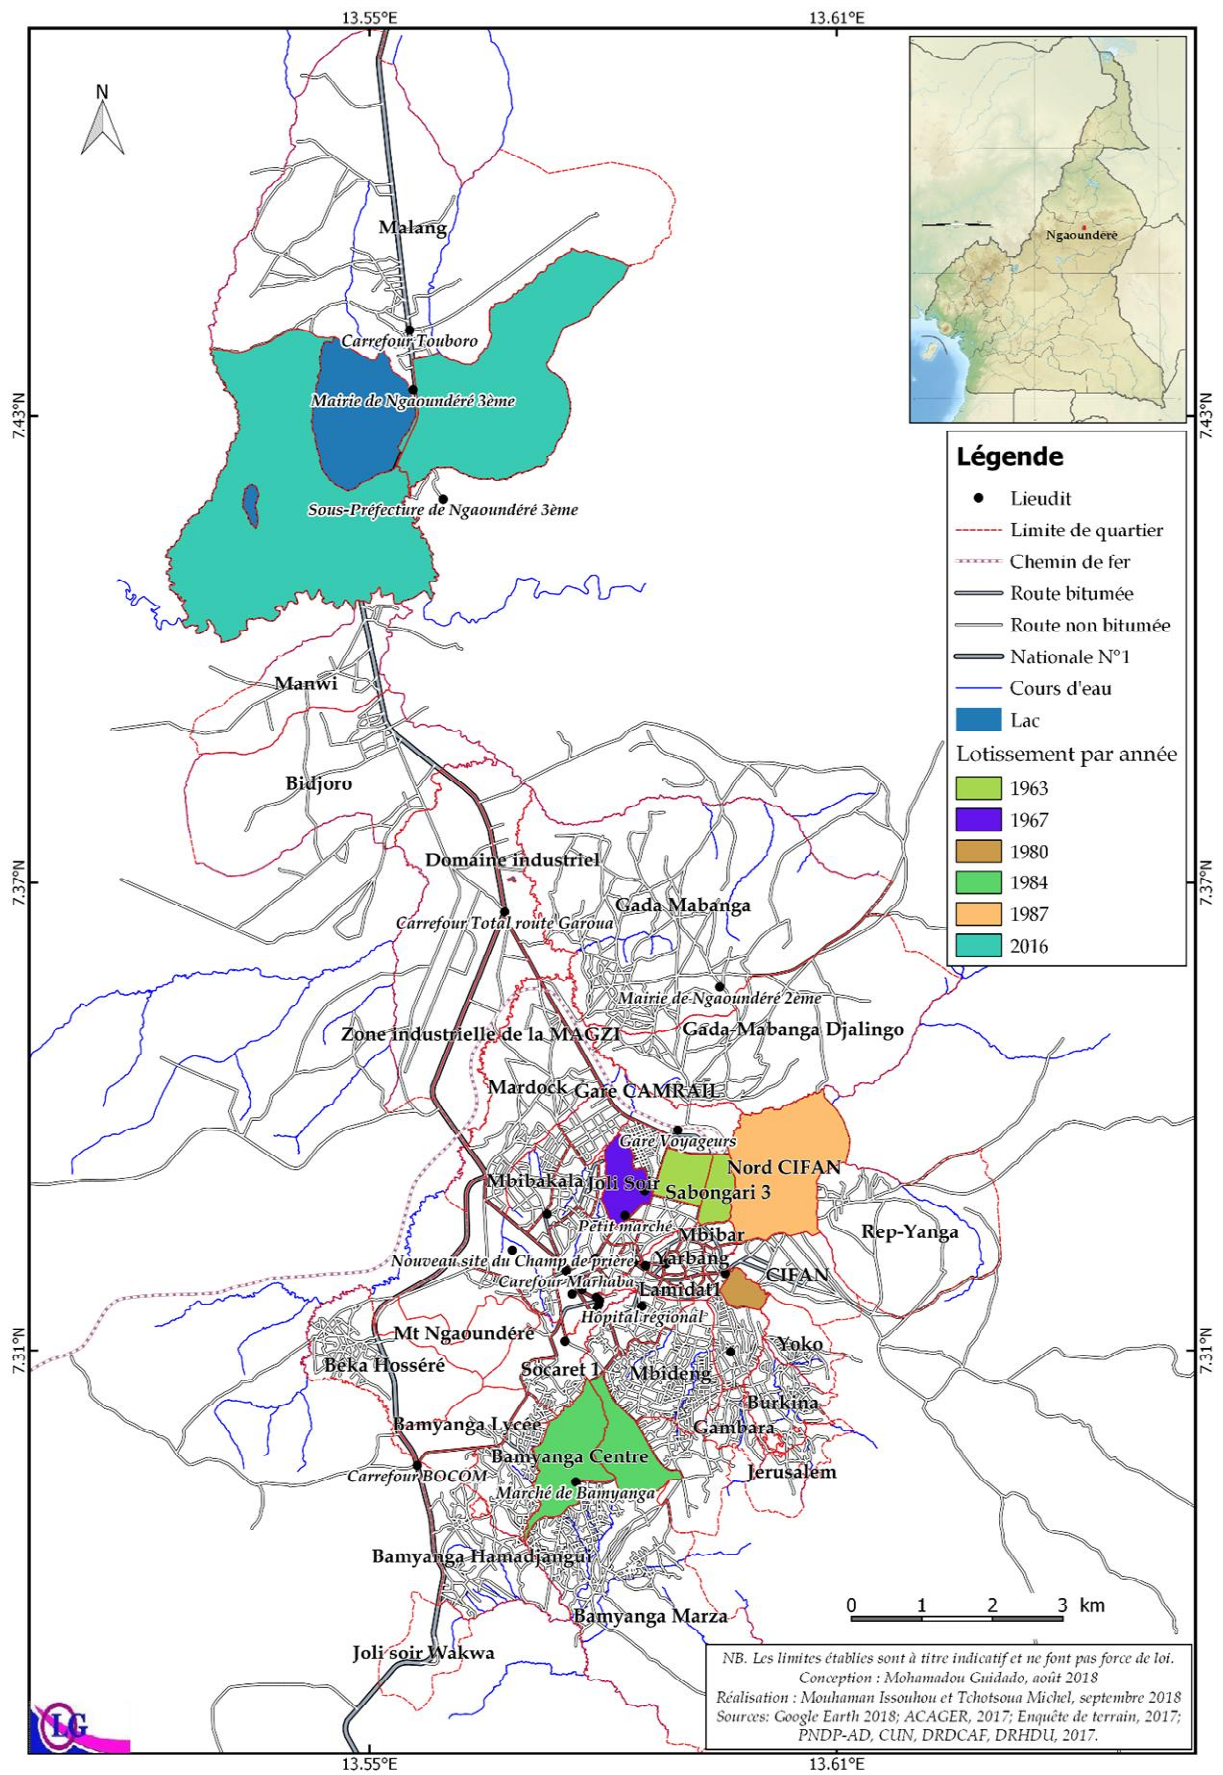 13.55°E
13.61°E
N
Ngaoundéré
Malang
Carrefour Touboro
Mairie de Ngaoundéré 3ème
7.43°N
7.43°N
Légende
Lieudit
Sous-Préfecture de Ngaoundéré 3ème
Limite de quartier
Chemin de fer
Route bitumée
Route non bitumée
Nationale N°1
Manwi
Cours d'eau
Lac
Lotissement par année
Bidjoro
1963
1967
1980
Domaine industriel
1984
7.37°N
7.37°N
Gada Mabanga
1987
Carrefour Total route Garoua
2016
Mairie de Ngaoundéré 2ème
Zone industrielle de la MAGZI
Gada Mabanga Djalingo
Mardock
Gare CAMRAIL
Gare Voyageurs
Nord CIFAN
Mbibakala
Joli Soir
Sabongari 3
Petit marché
Mbibar
Rep-Yanga
Nouveau site du Champ de prière
Yarbang
CIFAN
Carefour Marhaba
Lamidat1
Hôpital régional
Mt Ngaoundéré
Yoko
7.31°N
7.31°N
Beka Hosséré
Socaret 1
Mbideng
Burkina
Bamyanga Lycée
Gambara
Bamyanga Centre
Jerusalem
Carrefour BOCOM
Marché de Bamyanga
Bamyanga Hamadjangui
Bamyanga Marza
0 1 2 3 km
Joli soir Wakwa
NB. Les limites établies sont à titre indicatif et ne font pas force de loi.
Conception : Mohamadou Guidado, août 2018
Réalisation : Mouhaman Issouhou et Tchotsoua Michel, septembre 2018
Sources: Google Earth 2018; ACAGER, 2017; Enquête de terrain, 2017;
PNDP-AD, CUN, DRDCAF, DRHDU, 2017.
LG
13.55°E
13.61°E